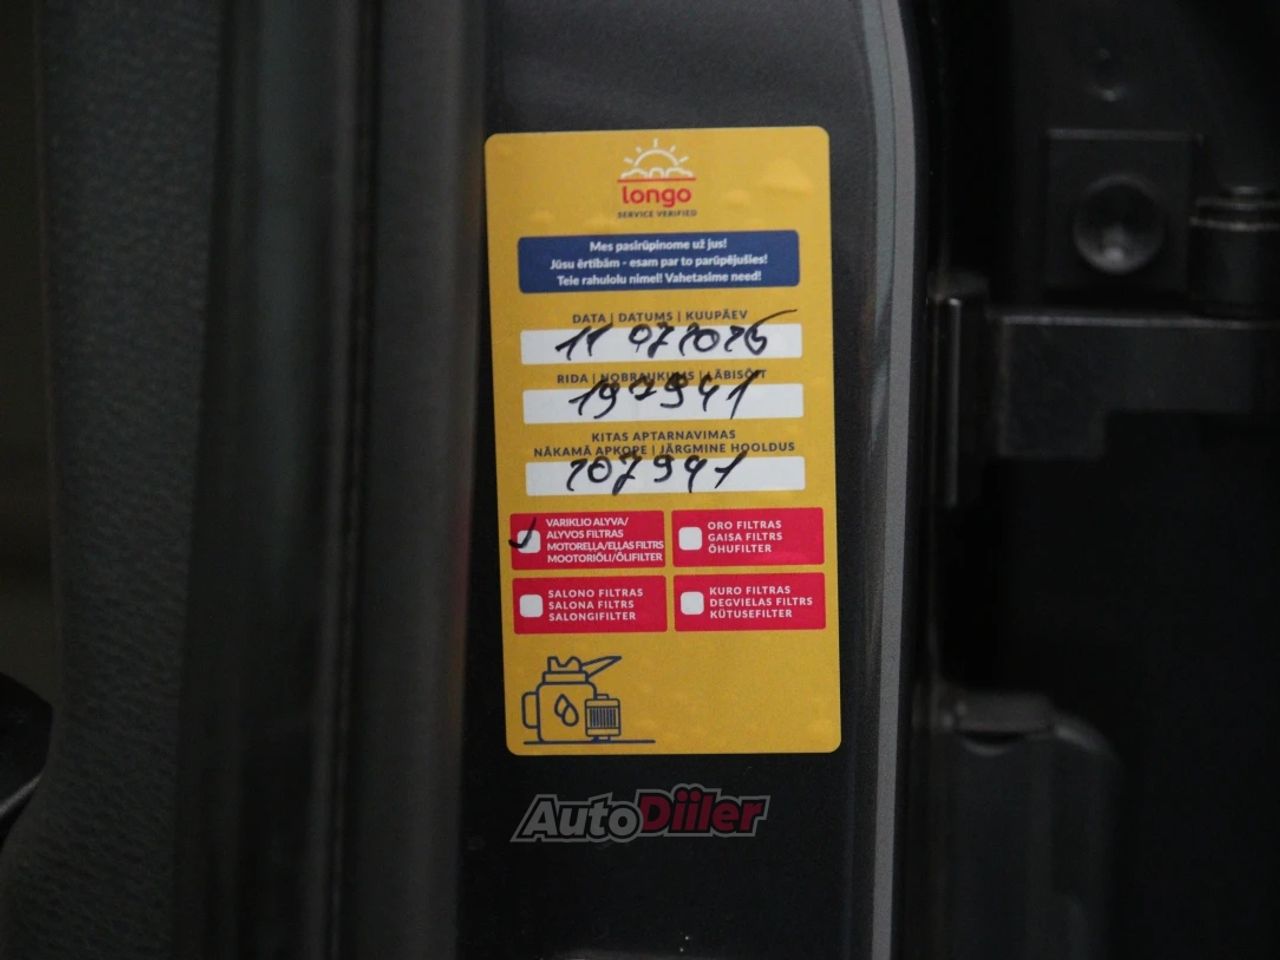 longo
SERVICE VERIFIED
Mes pasirūpinome už jus!
Jūsu ērtībām - esam par to parūpējušies!
Teie rahulolu nimel! Vahetasime need!
DATA | DATUMS | KUUPÄEV
11 07 2025
RIDA | NOBRAUKUMS | LÄBISÕIT
197941
KITAS APTARNAVIMAS
NĀKAMĀ APKOPE | JÄRGMINE HOOLDUS
207941
VARIKLIO ALYVA/
ALYVOS FILTRAS
MOTOREĻĻA/EĻĻAS FILTRS
MOOTORIÕLI/ÕLIFILTER
ORO FILTRAS
GAISA FILTRS
ÕHUFILTER
SALONO FILTRAS
SALONA FILTRS
SALONGIFILTER
KURO FILTRAS
DEGVIELAS FILTRS
KÜTUSEFILTER
AutoDiiler